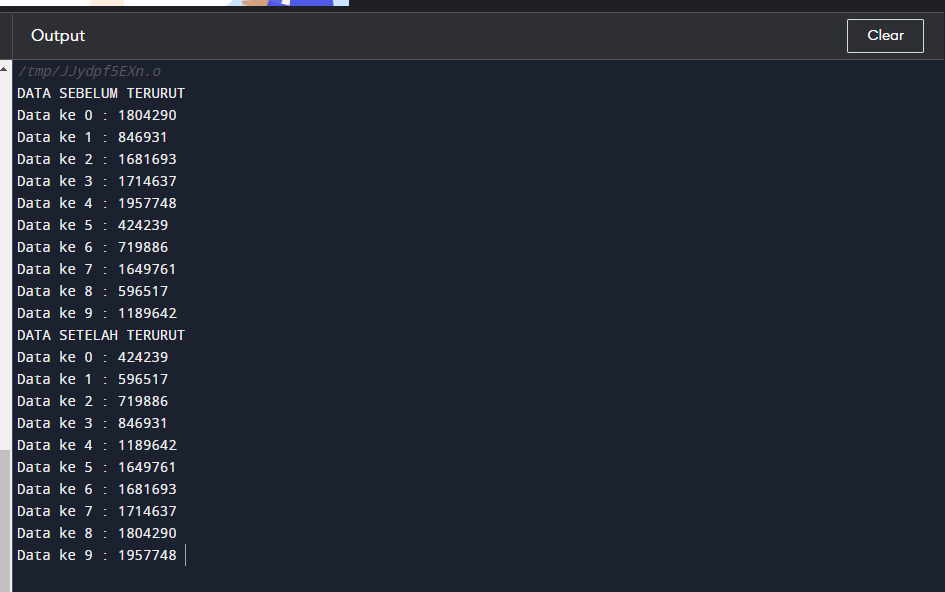 Output
Clear
/tmp/JJydpf5EXn.o
DATA SEBELUM TERURUT
Data ke 0 : 1804290
Data ke 1 : 846931
Data ke 2 : 1681693
Data ke 3 : 1714637
Data ke 4 : 1957748
Data ke 5 : 424239
Data ke 6 : 719886
Data ke 7 : 1649761
Data ke 8 : 596517
Data ke 9 : 1189642
DATA SETELAH TERURUT
Data ke 0 : 424239
Data ke 1 : 596517
Data ke 2 : 719886
Data ke 3 : 846931
Data ke 4 : 1189642
Data ke 5 : 1649761
Data ke 6 : 1681693
Data ke 7 : 1714637
Data ke 8 : 1804290
Data ke 9 : 1957748